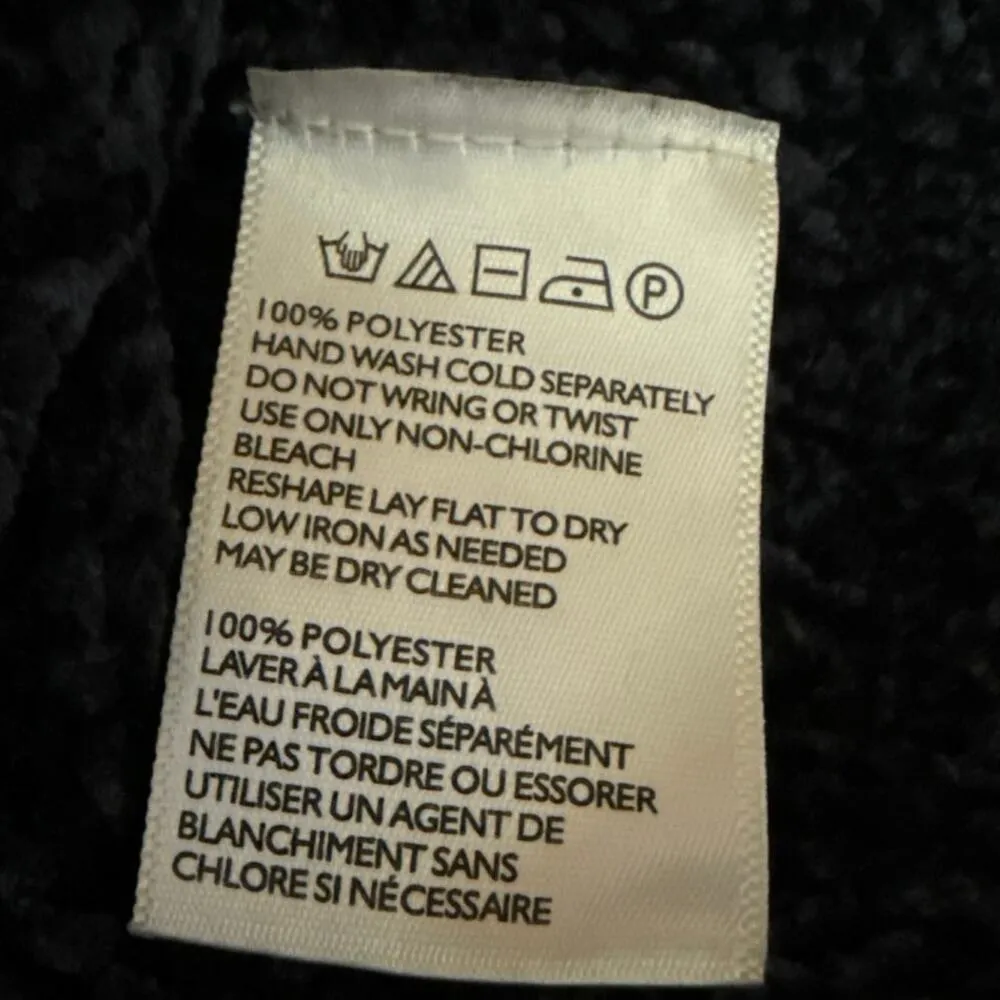 P
100% POLYESTER
HAND WASH COLD SEPARATELY
DO NOT WRING OR TWIST
USE ONLY NON-CHLORINE
BLEACH
RESHAPE LAY FLAT TO DRY
LOW IRON AS NEEDED
MAY BE DRY CLEANED
100% POLYESTER
LAVER À LA MAIN À
L'EAU FROIDE SÉPARÉMENT
NE PAS TORDRE OU ESSORER
UTILISER UN AGENT DE
BLANCHIMENT SANS
CHLORE SI NÉCESSAIRE